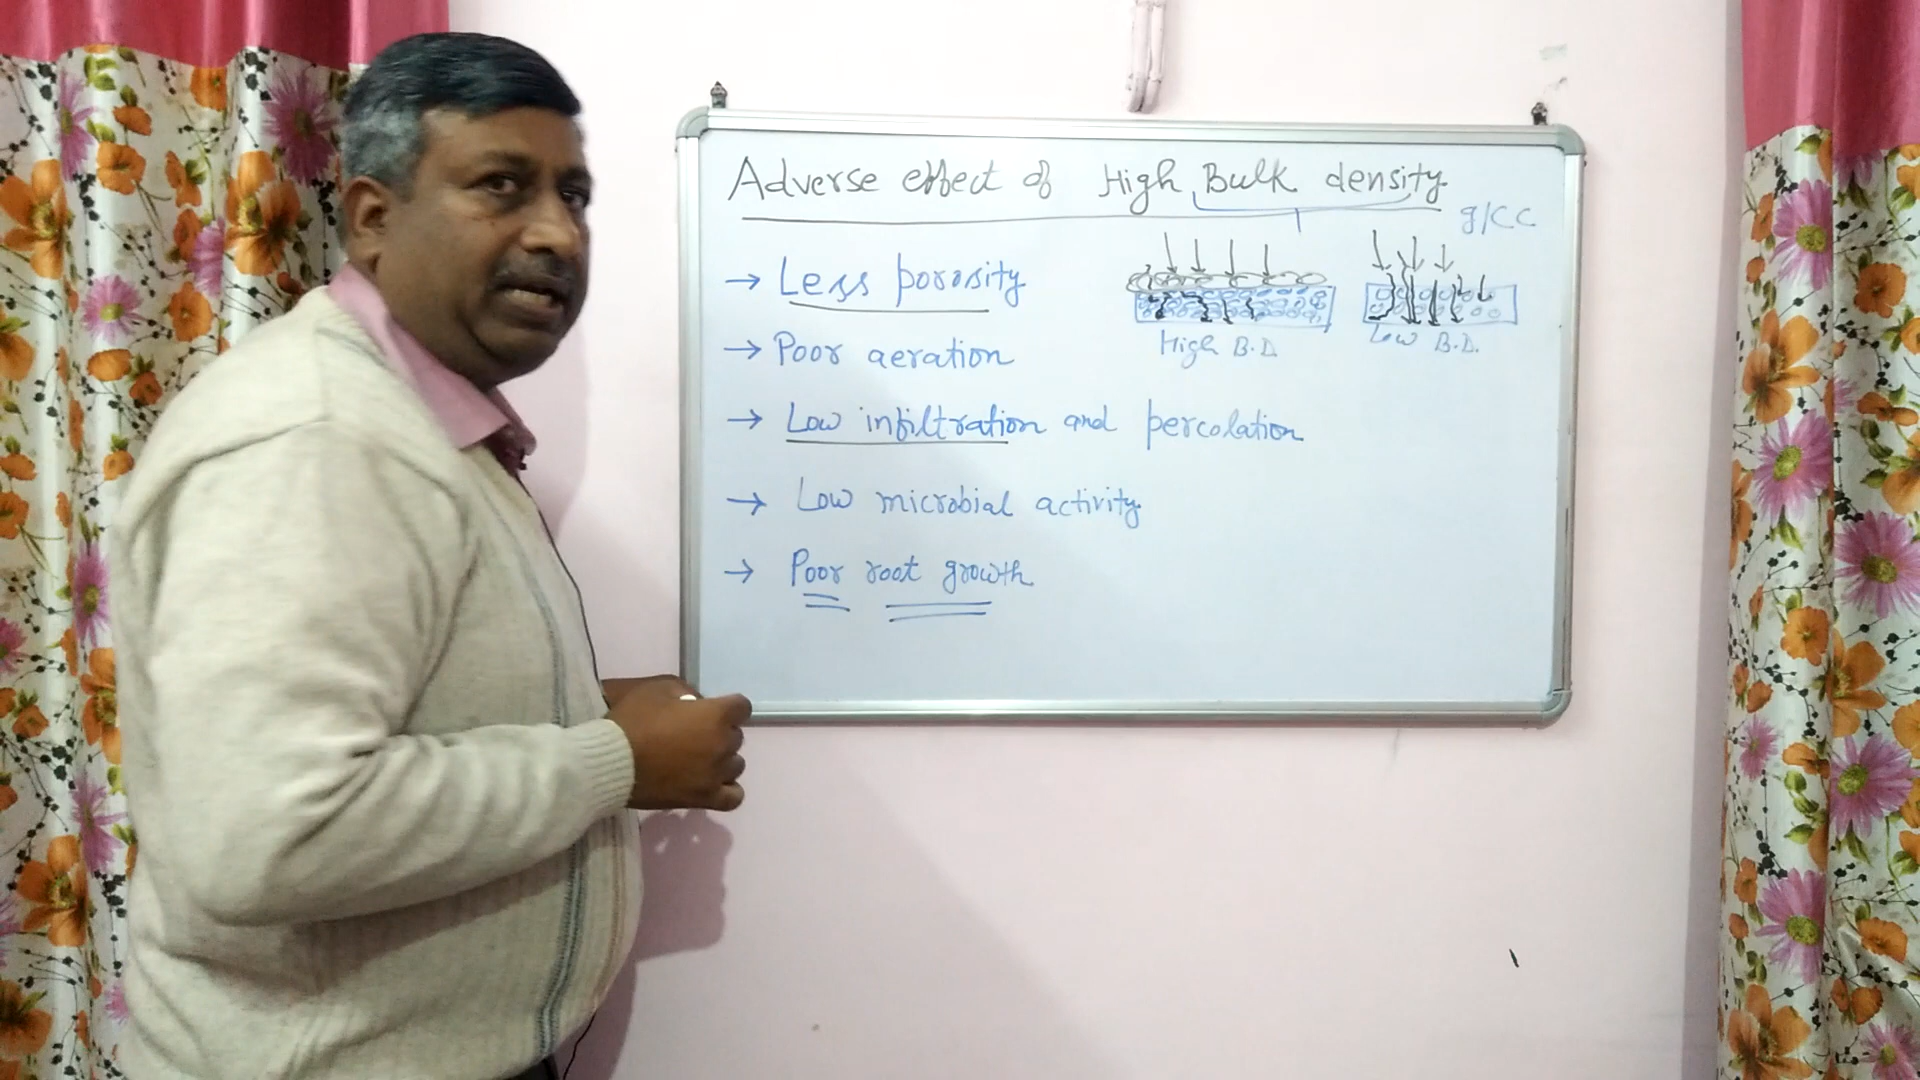 Adverse effect of High Bulk density
g/CC
→ Less porosity
High B.D
Low B.D.
→ Poor aeration
→ Low infiltration and percolation
→ Low microbial activity
→ Poor root growth